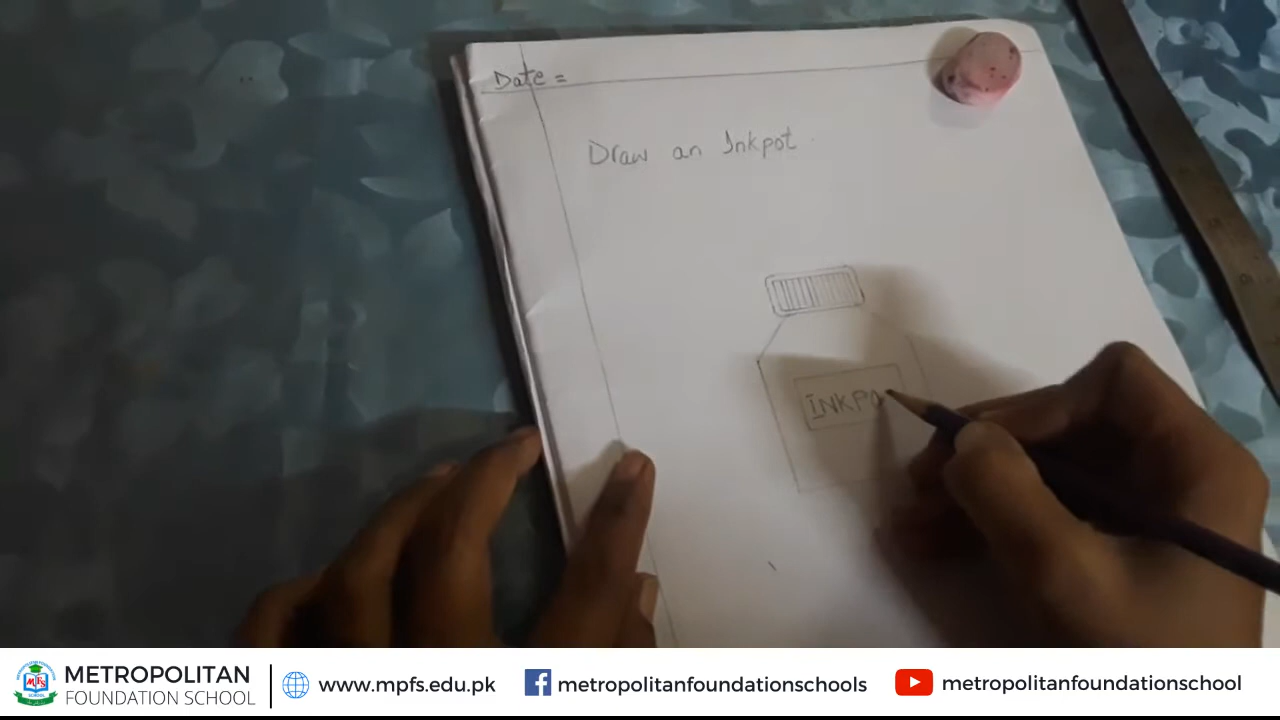 Date =
Draw an Inkpot
INKPO
METROPOLITAN
FOUNDATION SCHOOL
www.mpfs.edu.pk
metropolitanfoundationschools
metropolitanfoundationschool